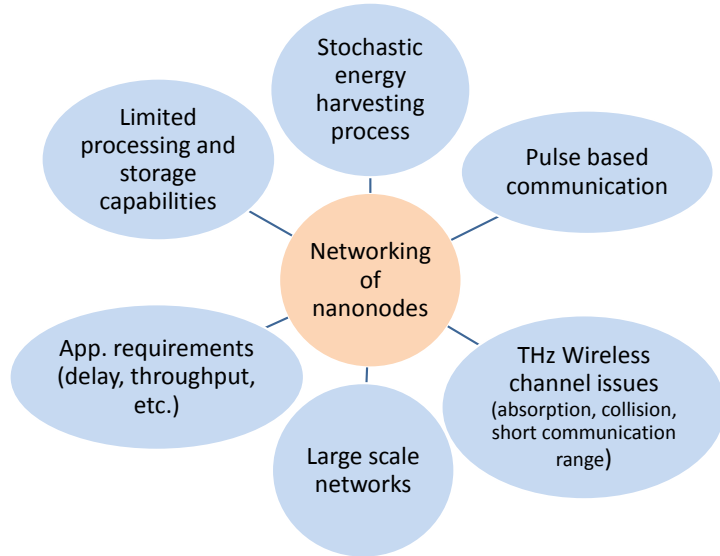 Stochastic
energy
harvesting
process
Limited
processing and
storage
capabilities
Pulse based
communication
Networking
of
nanonodes
App. requirements
(delay, throughput,
etc.)
THz Wireless
channel issues
(absorption, collision,
short communication
range)
Large scale
networks